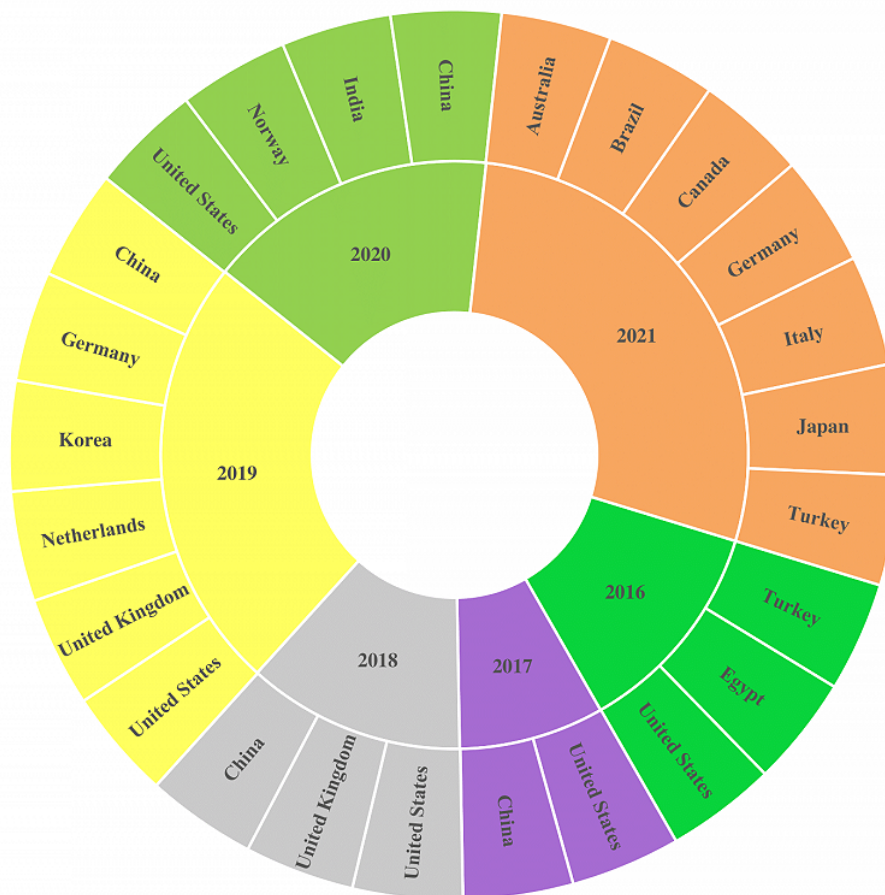 2021
Australia
Brazil
Canada
Germany
Italy
Japan
Turkey
2016
Turkey
Egypt
United States
2017
United States
China
2018
United States
United Kingdom
China
2019
United States
United Kingdom
Netherlands
Korea
Germany
China
2020
United States
Norway
India
China